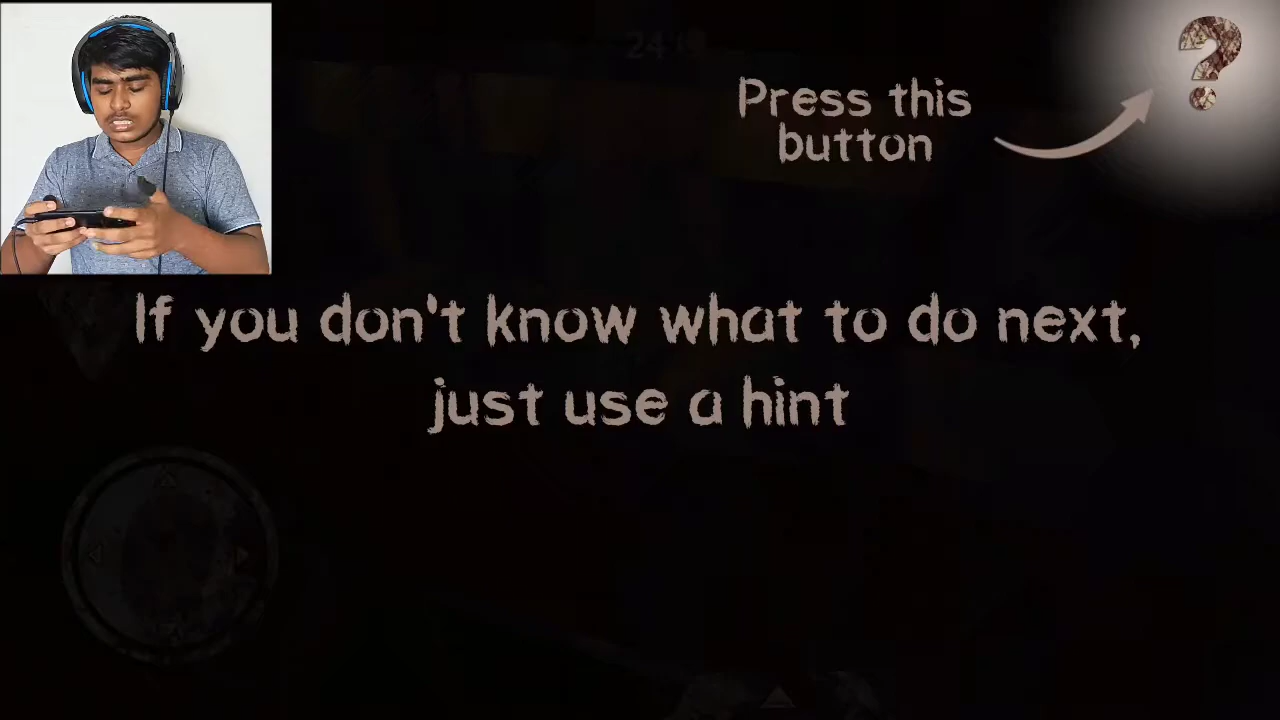 Press this
button
If you don't know what to do next,
just use a hint